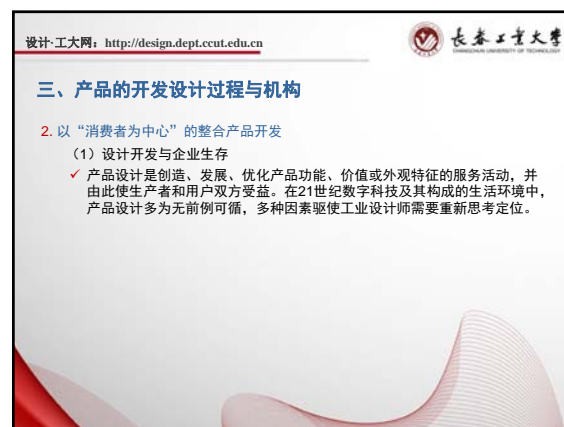 设计·工大网：http://design.dept.ccut.edu.cn
长春工业大学
CHANGCHUN UNIVERSITY OF TECHNOLOGY
三、产品的开发设计过程与机构
2. 以“消费者为中心”的整合产品开发
（1）设计开发与企业生存
✓ 产品设计是创造、发展、优化产品功能、价值或外观特征的服务活动，并
由此使生产者和用户双方受益。在21世纪数字科技及其构成的生活环境中，
产品设计多为无前例可循，多种因素驱使工业设计师需要重新思考定位。